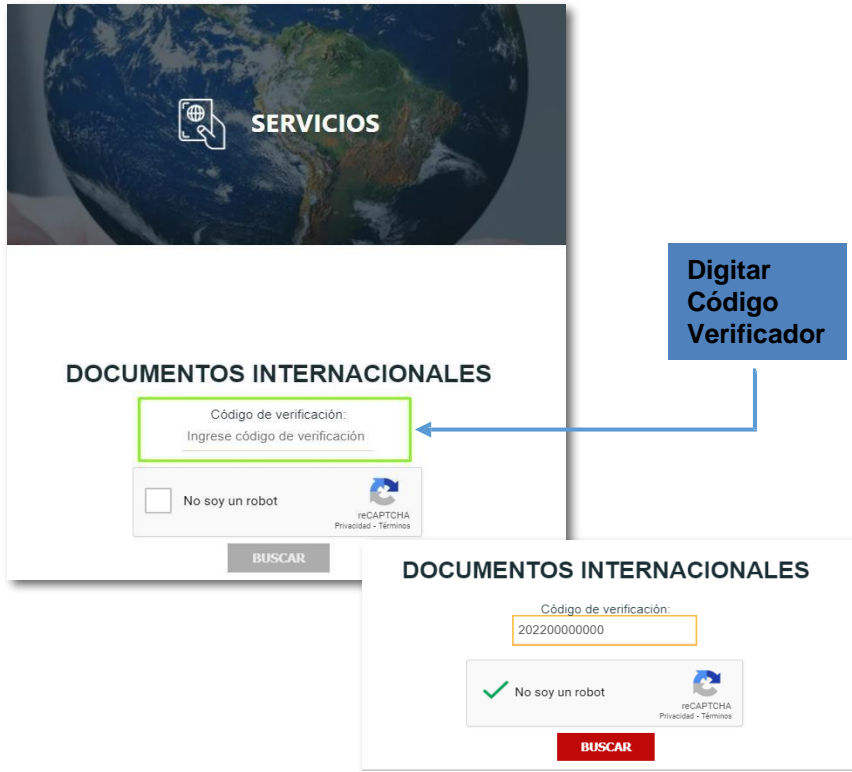 SERVICIOS
Digitar
Código
Verificador
DOCUMENTOS INTERNACIONALES
Código de verificación:
Ingrese código de verificación
No soy un robot
reCAPTCHA
Privacidad - Términos
BUSCAR
DOCUMENTOS INTERNACIONALES
Código de verificación:
202200000000
No soy un robot
reCAPTCHA
Privacidad - Términos
BUSCAR